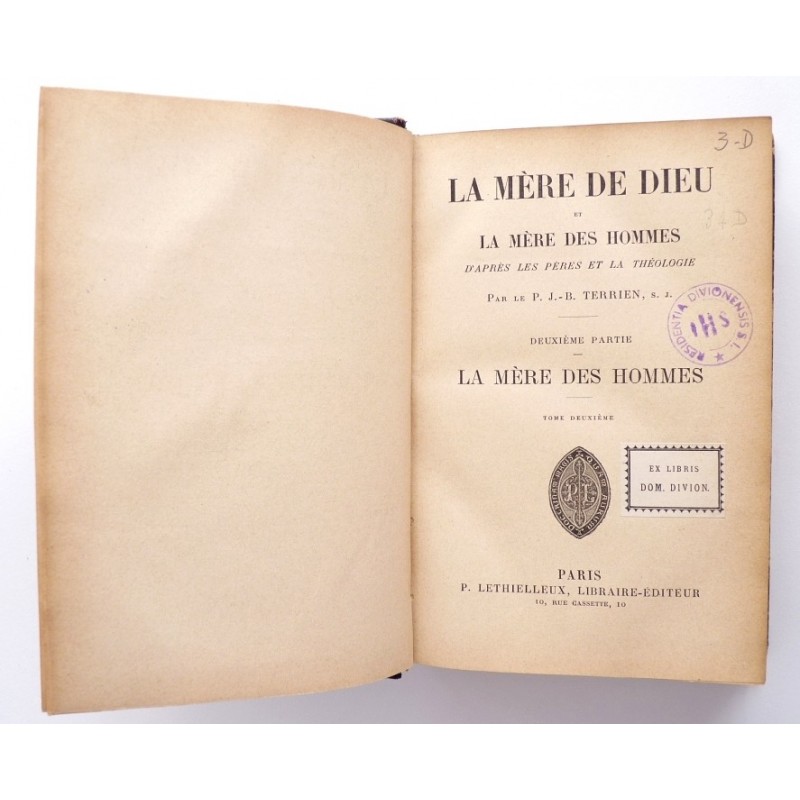 3-D
LA MÈRE DE DIEU
ET
LA MÈRE DES HOMMES
D'APRÈS LES PÈRES ET LA THÉOLOGIE
PAR LE P. J.-B. TERRIEN, S. J.
RESIDENTIA DIVIONENSIS S.I.
IHS
DEUXIÈME PARTIE
LA MÈRE DES HOMMES
TOME DEUXIÈME
EX LIBRIS
DOM. DIVION.
PARIS
P. LETHIELLEUX, LIBRAIRE-ÉDITEUR
10, RUE CASSETTE, 10